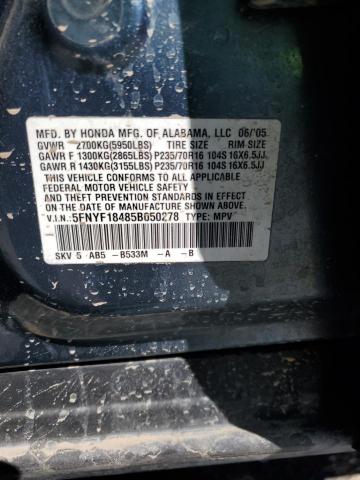 MFD. BY HONDA MFG. OF ALABAMA, LLC 06/'05
GVWR 2700KG(5950LBS) TIRE SIZE RIM SIZE
GAWR F 1300KG(2865LBS) P235/70R16 104S 16X6.5JJ
GAWR R 1430KG(3155LBS) P235/70R16 104S 16X6.5JJ
THIS VEHICLE CONFORMS TO ALL APPLICABLE
FEDERAL MOTOR VEHICLE SAFETY AND THEFT
PREVENTION STANDARDS IN EFFECT ON THE
DATE OF MANUFACTURE SHOWN ABOVE.
V.I.N.: 5FNYF18485B050278 TYPE: MPV
SKV 5 AB5 -B533M -A -B